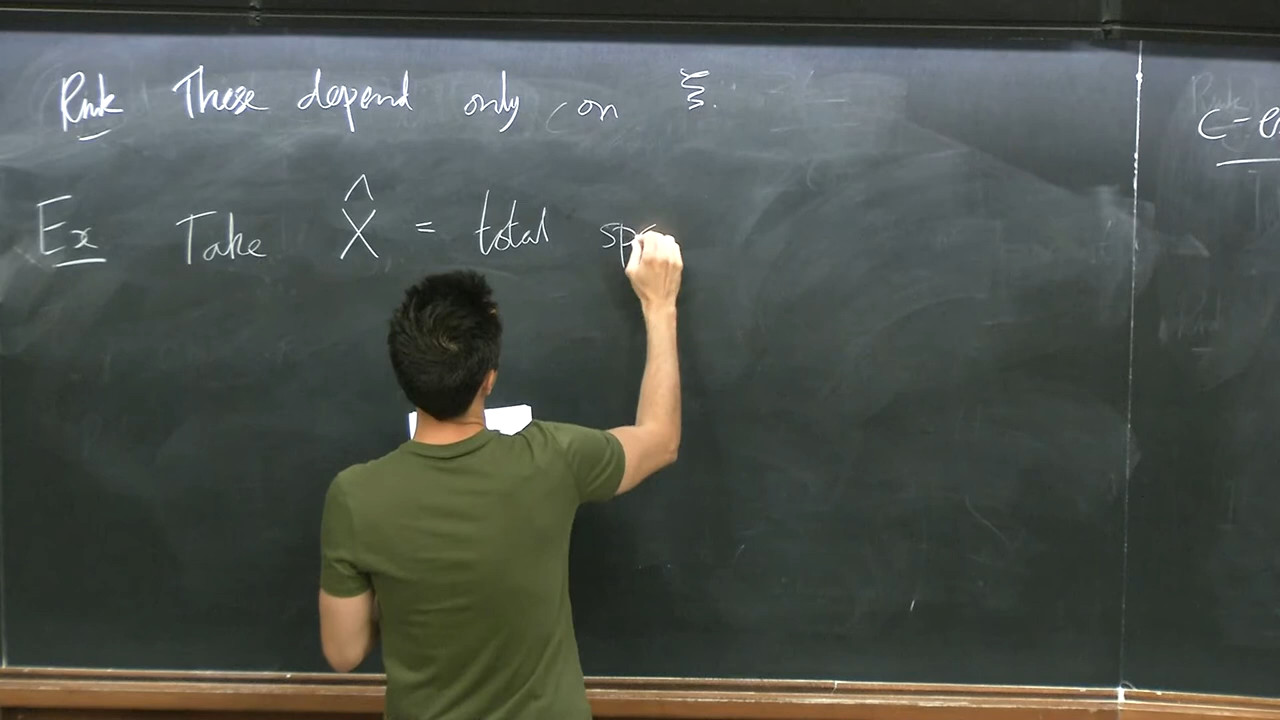 Rmk These depend only on ξ.
Ex Take X̂ = total sp
C-e